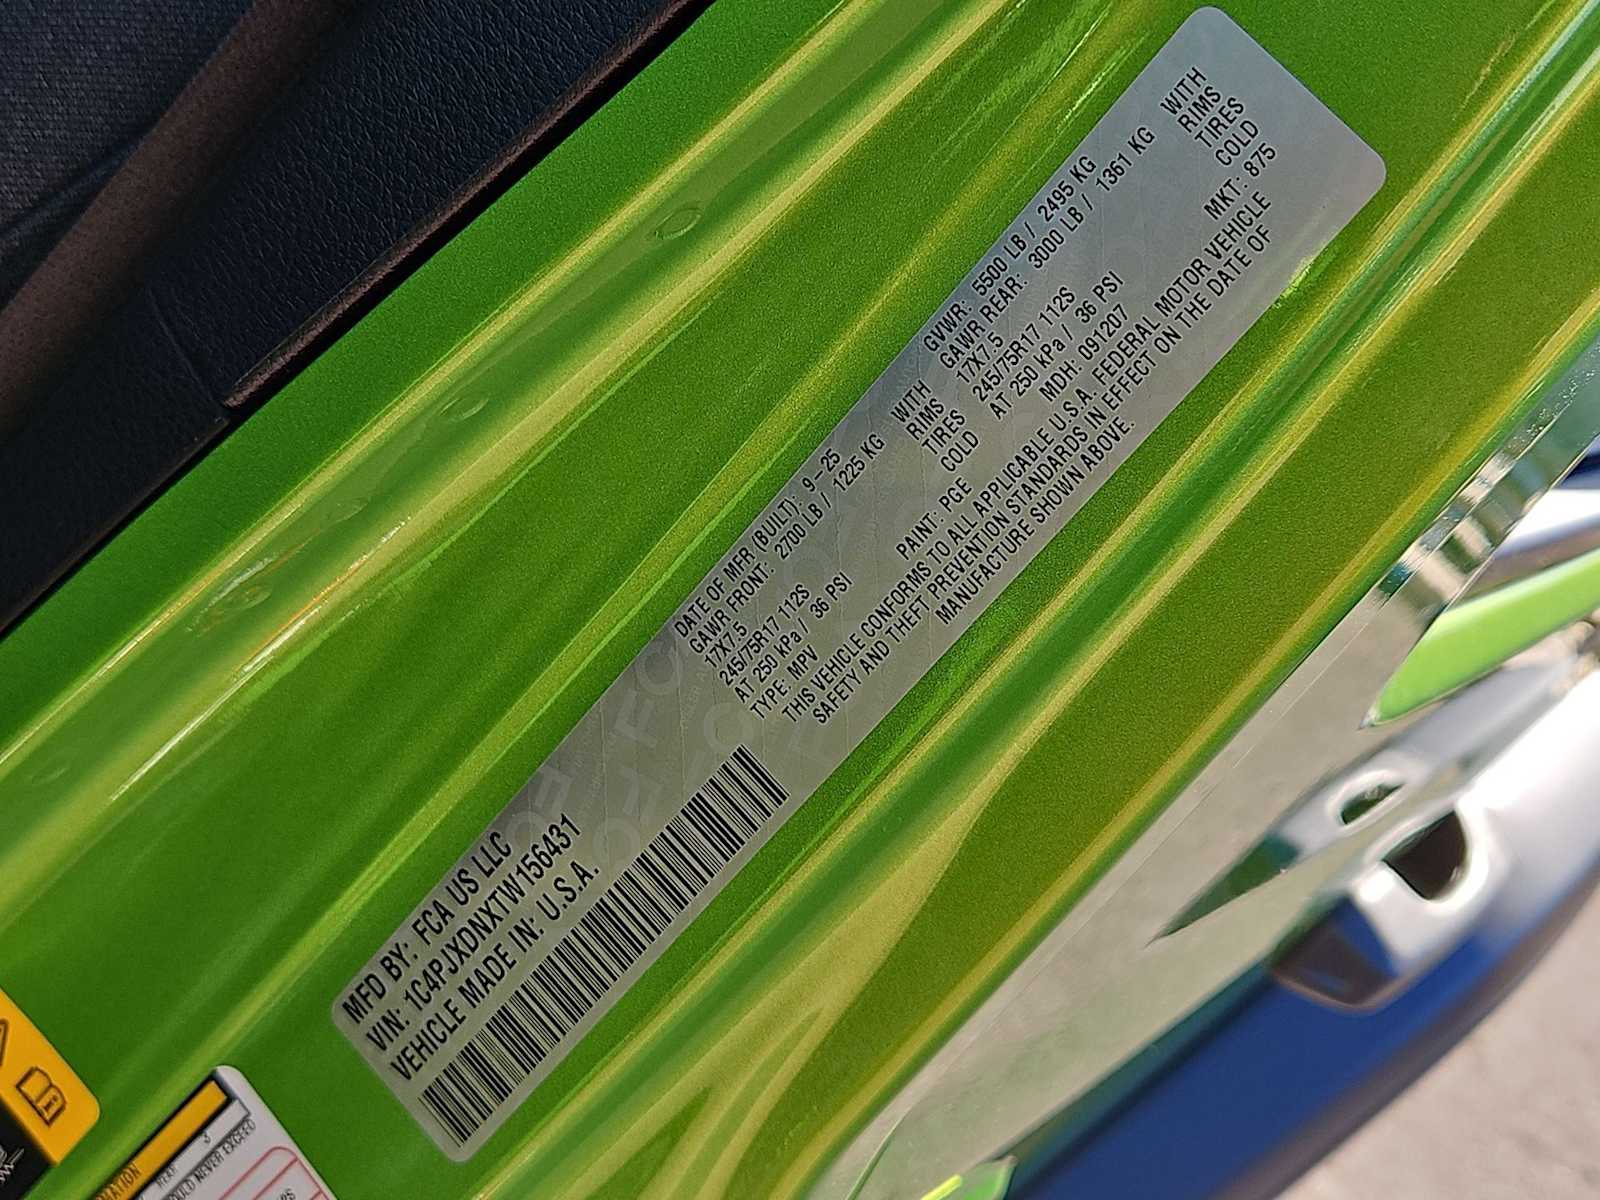 MFD BY: FCA US LLC
VIN: 1C4PJXDNXTW156431
VEHICLE MADE IN: U.S.A.
DATE OF MFR (BUILT): 9-25 GVWR: 5500 LB / 2495 KG
GAWR FRONT: 2700 LB / 1225 KG WITH GAWR REAR: 3000 LB / 1361 KG WITH
17X7.5 RIMS 17X7.5 RIMS
245/75R17 112S TIRES 245/75R17 112S TIRES
AT 250 kPa / 36 PSI COLD AT 250 kPa / 36 PSI COLD
TYPE: MPV PAINT: PGE MDH: 091207 MKT: 875
THIS VEHICLE CONFORMS TO ALL APPLICABLE U.S.A. FEDERAL MOTOR VEHICLE
SAFETY AND THEFT PREVENTION STANDARDS IN EFFECT ON THE DATE OF
MANUFACTURE SHOWN ABOVE.
REAR 3
NEVER EXCEED